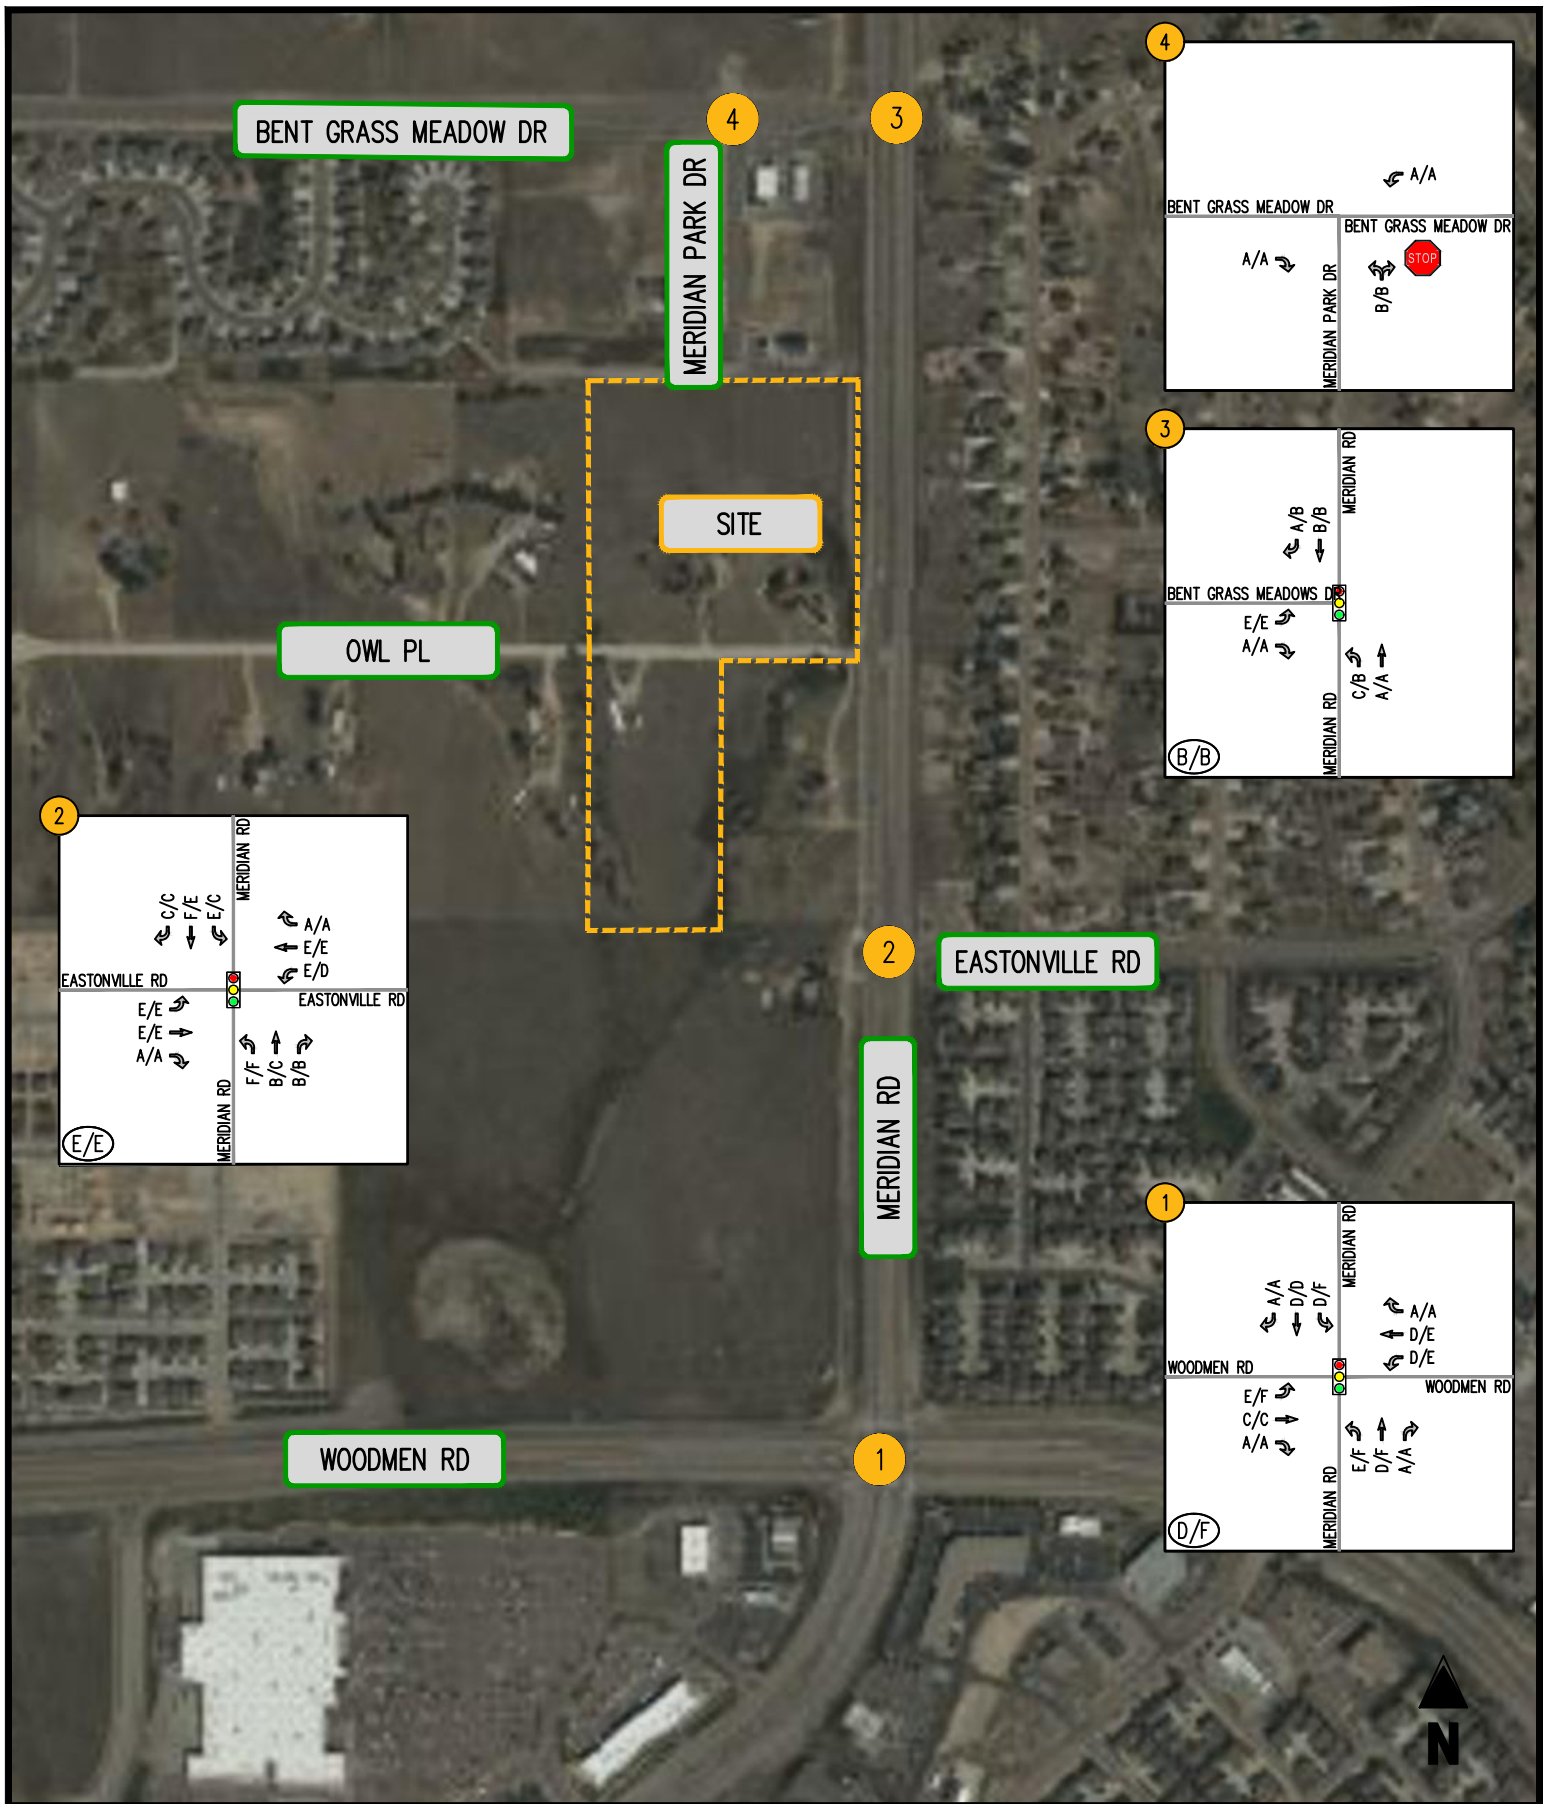 4
BENT GRASS MEADOW DR
4
3
MERIDIAN PARK DR
A/A
BENT GRASS MEADOW DR
BENT GRASS MEADOW DR
A/A
STOP
B/B
MERIDIAN PARK DR
SITE
3
MERIDIAN RD
A/B
B/B
BENT GRASS MEADOWS DR
E/E
A/A
C/B
A/A
MERIDIAN RD
B/B
OWL PL
2
MERIDIAN RD
C/C
F/E
E/C
A/A
E/E
E/D
EASTONVILLE RD
EASTONVILLE RD
E/E
E/E
A/A
F/F
B/C
B/B
MERIDIAN RD
E/E
2
EASTONVILLE RD
MERIDIAN RD
1
MERIDIAN RD
A/A
D/D
D/F
A/A
D/E
D/E
WOODMEN RD
WOODMEN RD
E/F
C/C
A/A
E/F
D/F
A/A
MERIDIAN RD
D/F
WOODMEN RD
1
N